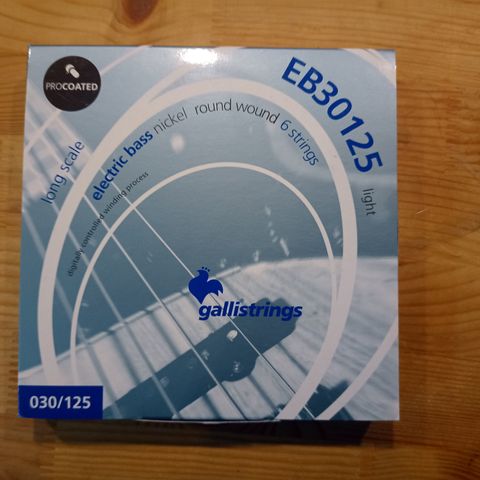 PROCOATED
EB30125
light
long scale
electric bass nickel round wound 6 strings
digitally controlled winding process
gallistrings
030/125